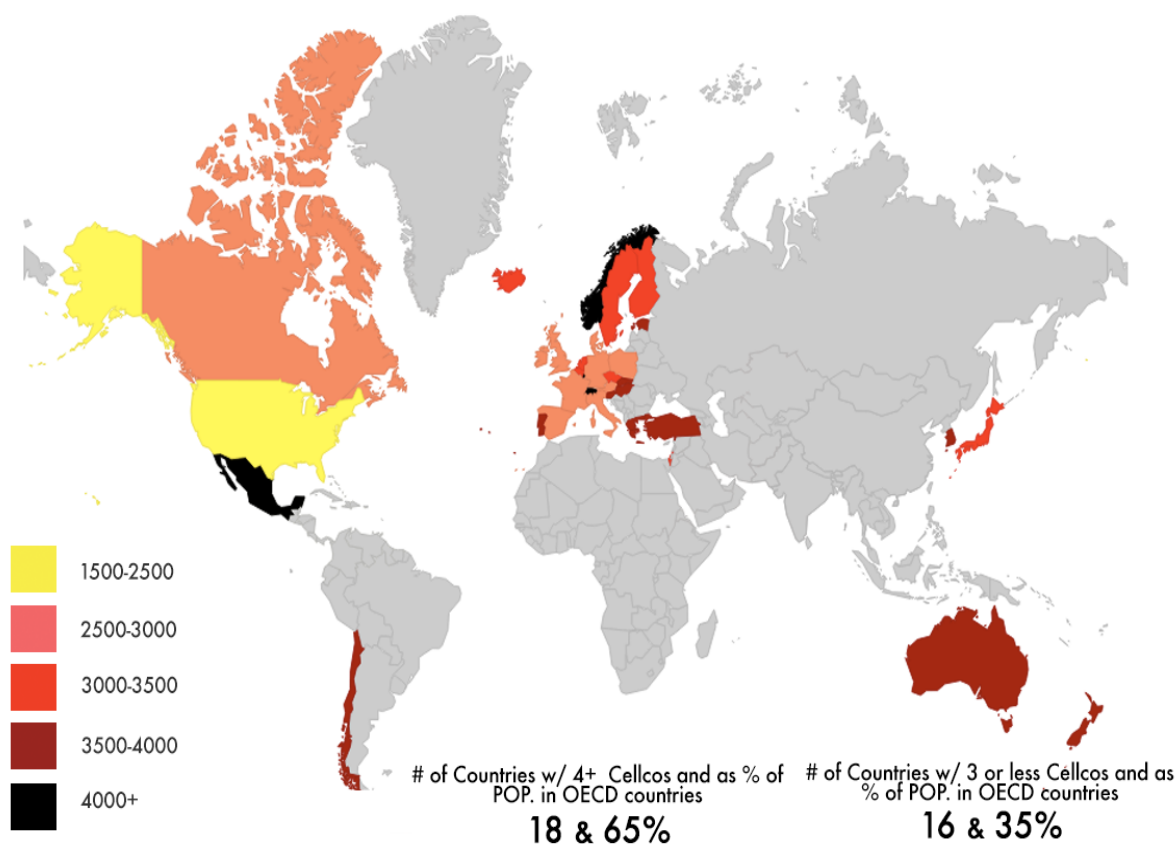 1500-2500
2500-3000
3000-3500
3500-4000
4000+
# of Countries w/ 4+ Cellcos and as % of
POP. in OECD countries
18 & 65%
# of Countries w/ 3 or less Cellcos and as
% of POP. in OECD countries
16 & 35%